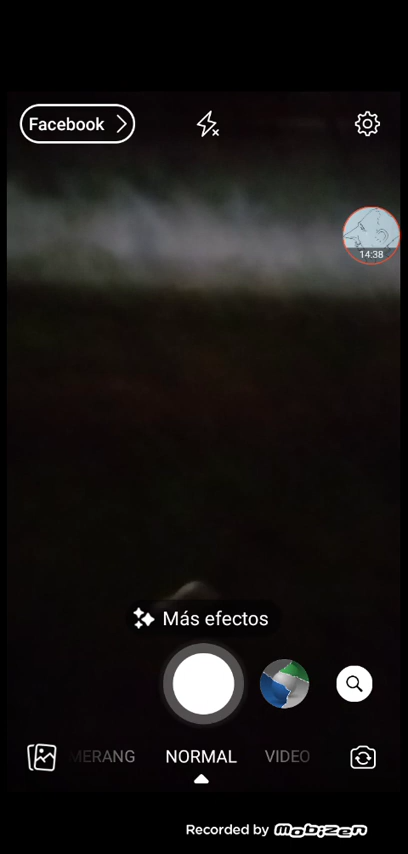 Facebook
14:38
Más efectos
MERANG
NORMAL
VIDEO
Recorded by Mobizen